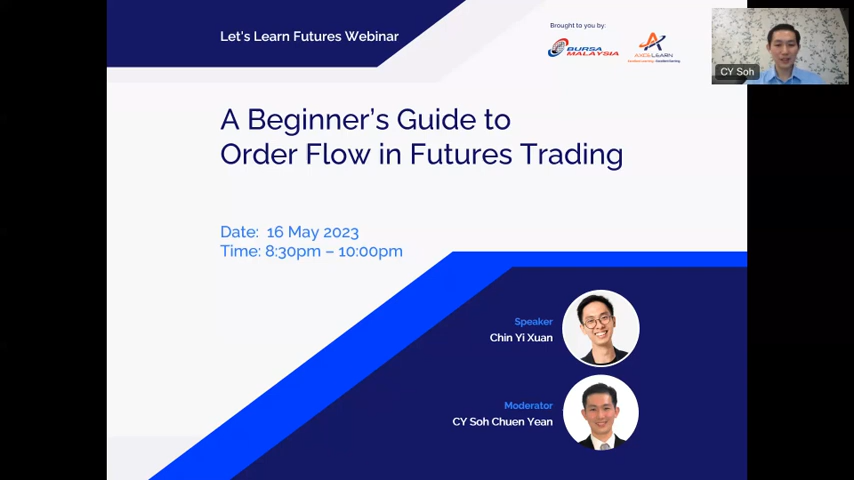 Let's Learn Futures Webinar
Brought to you by:
BURSA
MALAYSIA
AXCELEARN
CY Soh
A Beginner's Guide to
Order Flow in Futures Trading
Date: 16 May 2023
Time: 8:30pm – 10:00pm
Speaker
Chin Yi Xuan
Moderator
CY Soh Chuen Yean